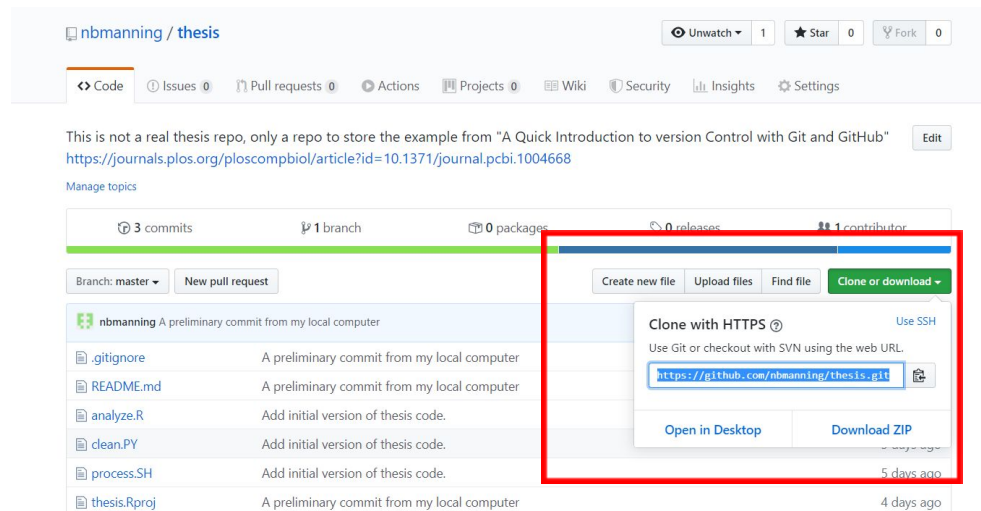 nbmanning / thesis
Unwatch 1 Star 0 Fork 0
Code Issues 0 Pull requests 0 Actions Projects 0 Wiki Security Insights Settings
This is not a real thesis repo, only a repo to store the example from "A Quick Introduction to version Control with Git and GitHub"
Edit
https://journals.plos.org/ploscompbiol/article?id=10.1371/journal.pcbi.1004668
Manage topics
3 commits 1 branch 0 packages 0 releases 1 contributor
Branch: master New pull request Create new file Upload files Find file Clone or download
nbmanning A preliminary commit from my local computer
.gitignore A preliminary commit from my local computer
README.md A preliminary commit from my local computer
analyze.R Add initial version of thesis code.
clean.PY Add initial version of thesis code.
process.SH Add initial version of thesis code. 5 days ago
thesis.Rproj A preliminary commit from my local computer 4 days ago
Clone with HTTPS ? Use SSH
Use Git or checkout with SVN using the web URL.
https://github.com/nbmanning/thesis.git
Open in Desktop Download ZIP